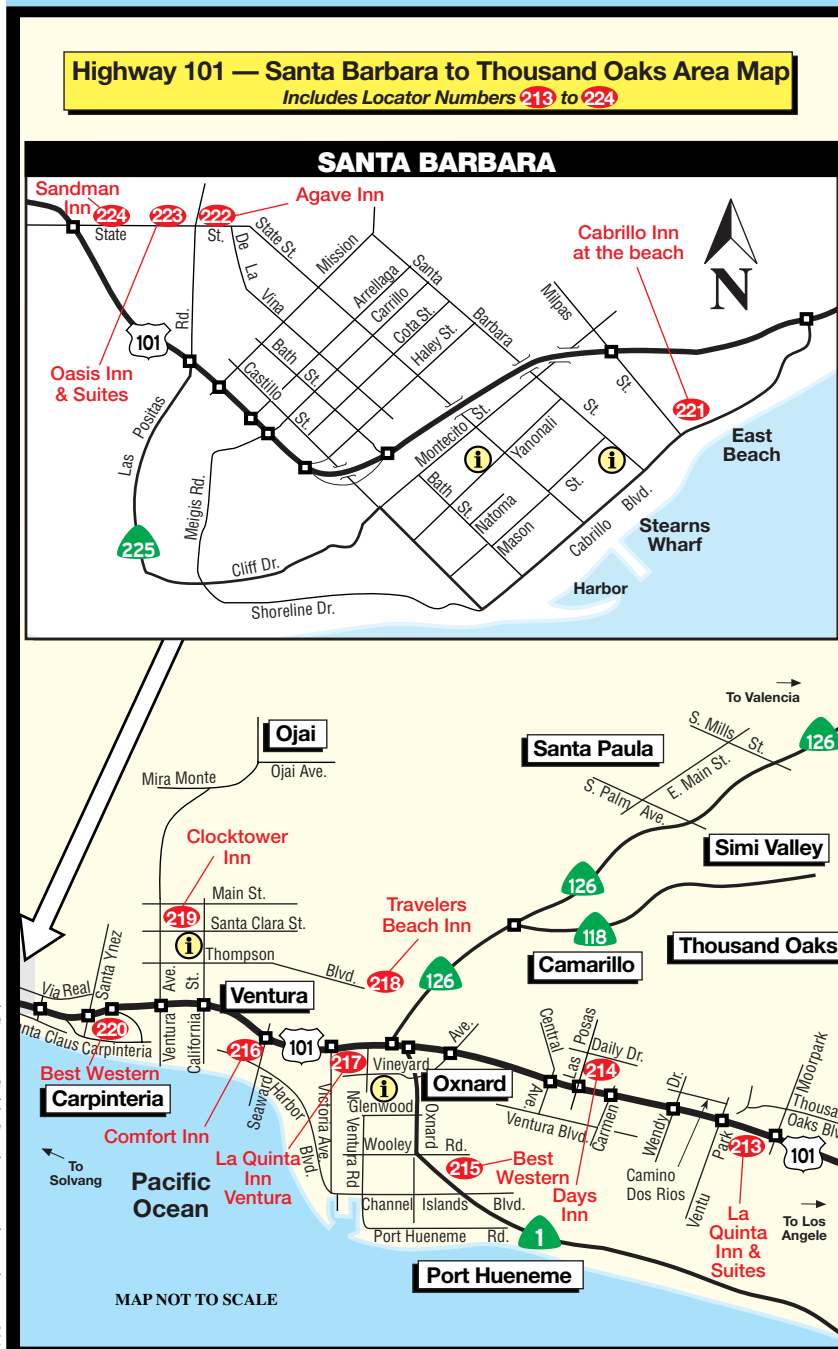 Highway 101 — Santa Barbara to Thousand Oaks Area Map
Includes Locator Numbers 213 to 224
SANTA BARBARA
Sandman
Inn
224
223
222
Agave Inn
State
St.
State St.
De
La
Vina
Mission
Arrellaga
Carrillo
Cota St.
Haley St.
Santa
Barbara
St.
Milpas
St.
Cabrillo Inn
at the beach
N
101
Rd.
Oasis Inn
& Suites
Las
Positas
Bath
St.
Castillo
St.
Meigis Rd.
225
Cliff Dr.
Shoreline Dr.
Montecito
St.
i
i
Yanonali
St.
Bath
St.
Natoma
Mason
Cabrillo
Blvd.
221
East
Beach
Stearns
Wharf
Harbor
To Valencia
S. Mills
St.
126
Ojai
Ojai Ave.
Mira Monte
Santa Paula
E. Main St.
S. Palm
Ave.
Simi Valley
Clocktower
Inn
219
Main St.
Santa Clara St.
i
Thompson
Blvd.
Travelers
Beach Inn
218
126
126
118
Camarillo
Thousand Oaks
Via Real
Santa Ynez
Ave.
St.
Ventura
220
Carpinteria
Ventura
California
Best Western
Carpinteria
216
101
217
Vineyard
Ave.
i
Oxnard
Glenwood
Seaward
Harbor
Blvd.
Victoria Ave
N. Ventura Rd
Oxnard
Wooley
Rd.
Comfort Inn
La Quinta
Inn
Ventura
215
Best
Western
Channel
Islands
Blvd.
Port Hueneme
Rd.
1
Port Hueneme
Central
Ave.
Las
Posas
Daily Dr.
214
Ventura Blvd.
Carmen
Days
Inn
Wendy
Dr.
Camino
Dos Rios
Ventu
Park
213
La
Quinta
Inn &
Suites
Moorpark
Thousa
Oaks Blv
101
To Los
Angele
To
Solvang
Pacific
Ocean
MAP NOT TO SCALE